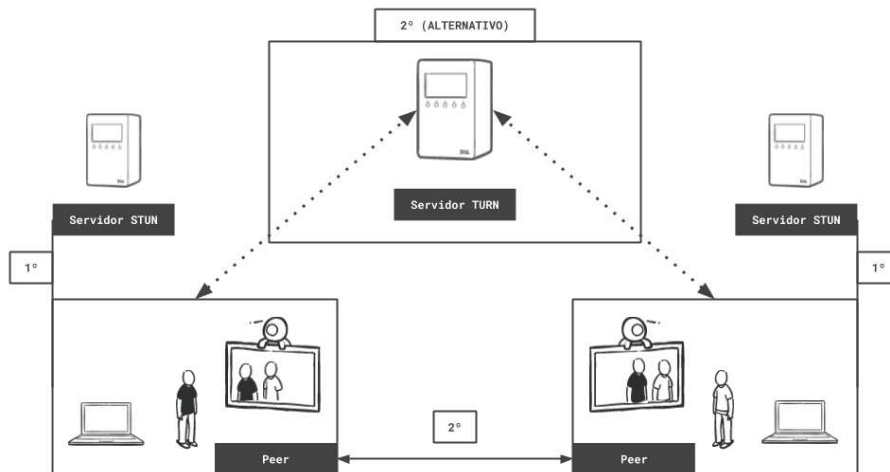 2º (ALTERNATIVO)
Servidor STUN
Servidor TURN
Servidor STUN
1º
1º
2º
Peer
Peer